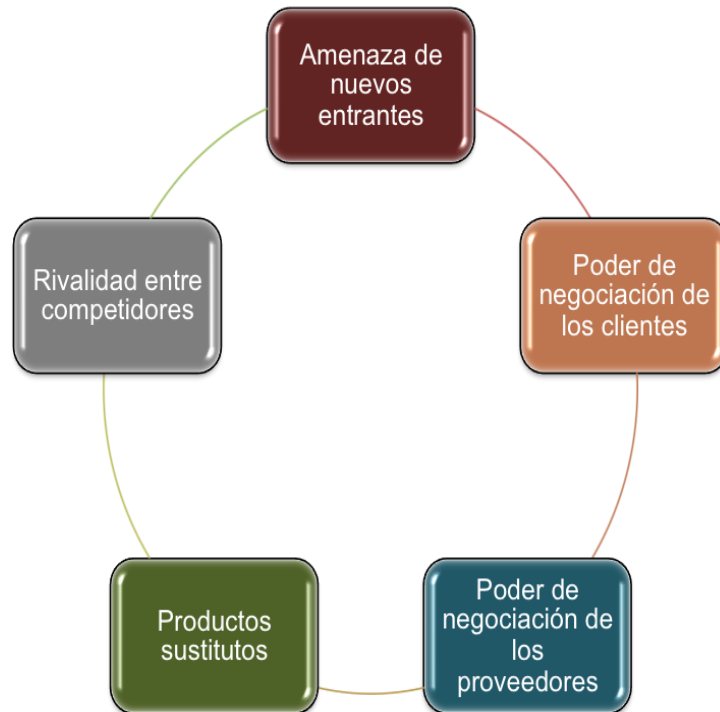 Amenaza de
nuevos
entrantes
Poder de
negociación de
los clientes
Poder de
negociación de
los
proveedores
Productos
sustitutos
Rivalidad entre
competidores